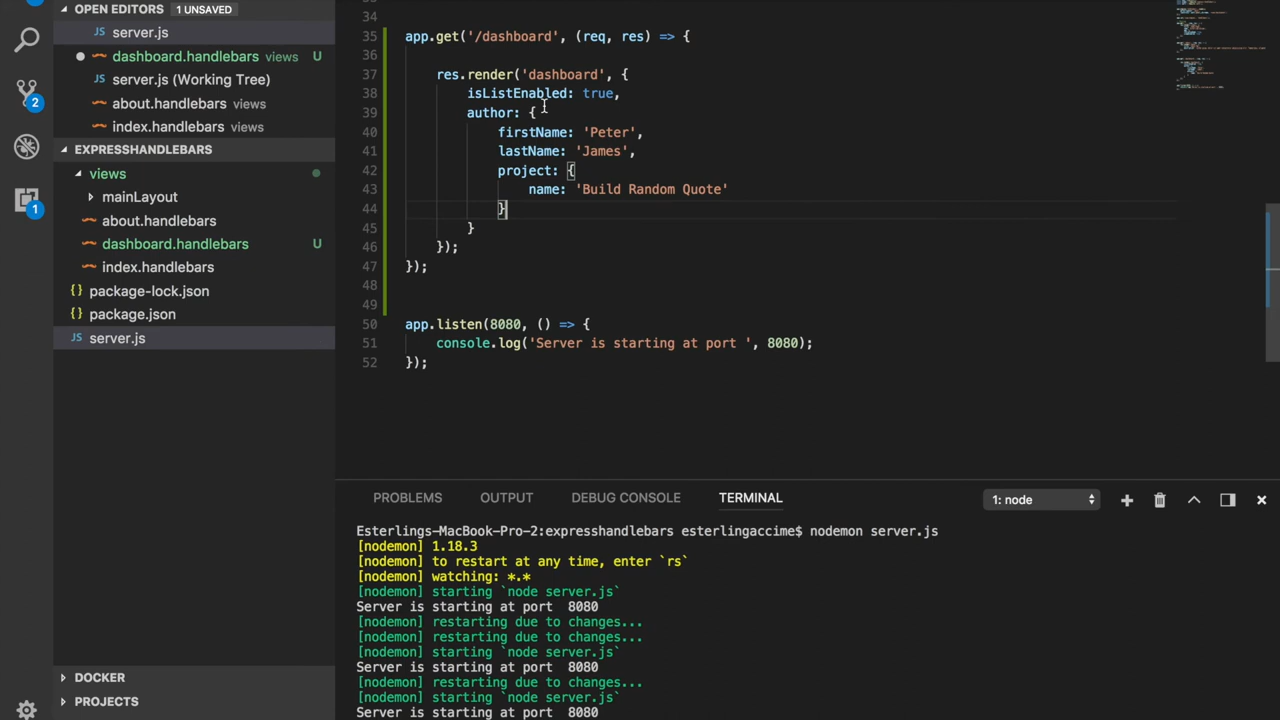 OPEN EDITORS 1 UNSAVED
JS server.js
dashboard.handlebars views U
server.js (Working Tree)
about.handlebars views
index.handlebars views
EXPRESSHANDLEBARS
views
mainLayout
about.handlebars
dashboard.handlebars U
index.handlebars
{} package-lock.json
{} package.json
JS server.js
DOCKER
PROJECTS
2
1
34
35 app.get('/dashboard', (req, res) => {
36
37 res.render('dashboard', {
38 isListEnabled: true,
39 author: {
40 firstName: 'Peter',
41 lastName: 'James',
42 project: {
43 name: 'Build Random Quote'
44 }
45 }
46 });
47 });
48
49
50 app.listen(8080, () => {
51 console.log('Server is starting at port ', 8080);
52 });
PROBLEMS OUTPUT DEBUG CONSOLE TERMINAL 1: node
Esterlings-MacBook-Pro-2:expresshandlebars esterlingaccime$ nodemon server.js
[nodemon] 1.18.3
[nodemon] to restart at any time, enter `rs`
[nodemon] watching: *.*
[nodemon] starting `node server.js`
Server is starting at port  8080
[nodemon] restarting due to changes...
[nodemon] restarting due to changes...
[nodemon] starting `node server.js`
Server is starting at port  8080
[nodemon] restarting due to changes...
[nodemon] starting `node server.js`
Server is starting at port  8080